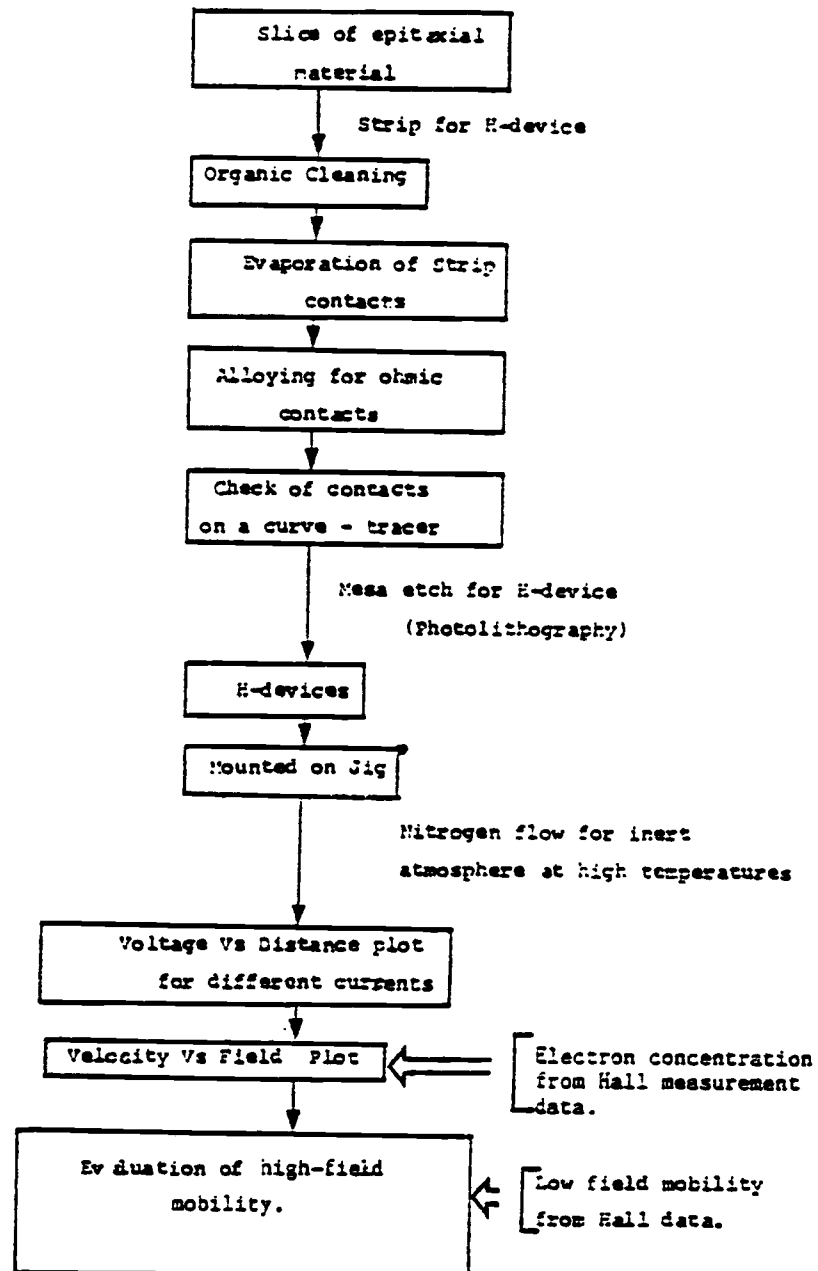 Slice of epitaxial
material
Strip for H-device
Organic Cleaning
Evaporation of Strip
contacts
Alloying for ohmic
contacts
Check of contacts
on a curve - tracer
Mesa etch for H-device
(Photolithography)
H-devices
Mounted on Jig
Nitrogen flow for inert
atmosphere at high temperatures
Voltage Vs Distance plot
for different currents
Velocity Vs Field Plot
Electron concentration
from Hall measurement
data.
Evaluation of high-field
mobility.
Low field mobility
from Hall data.